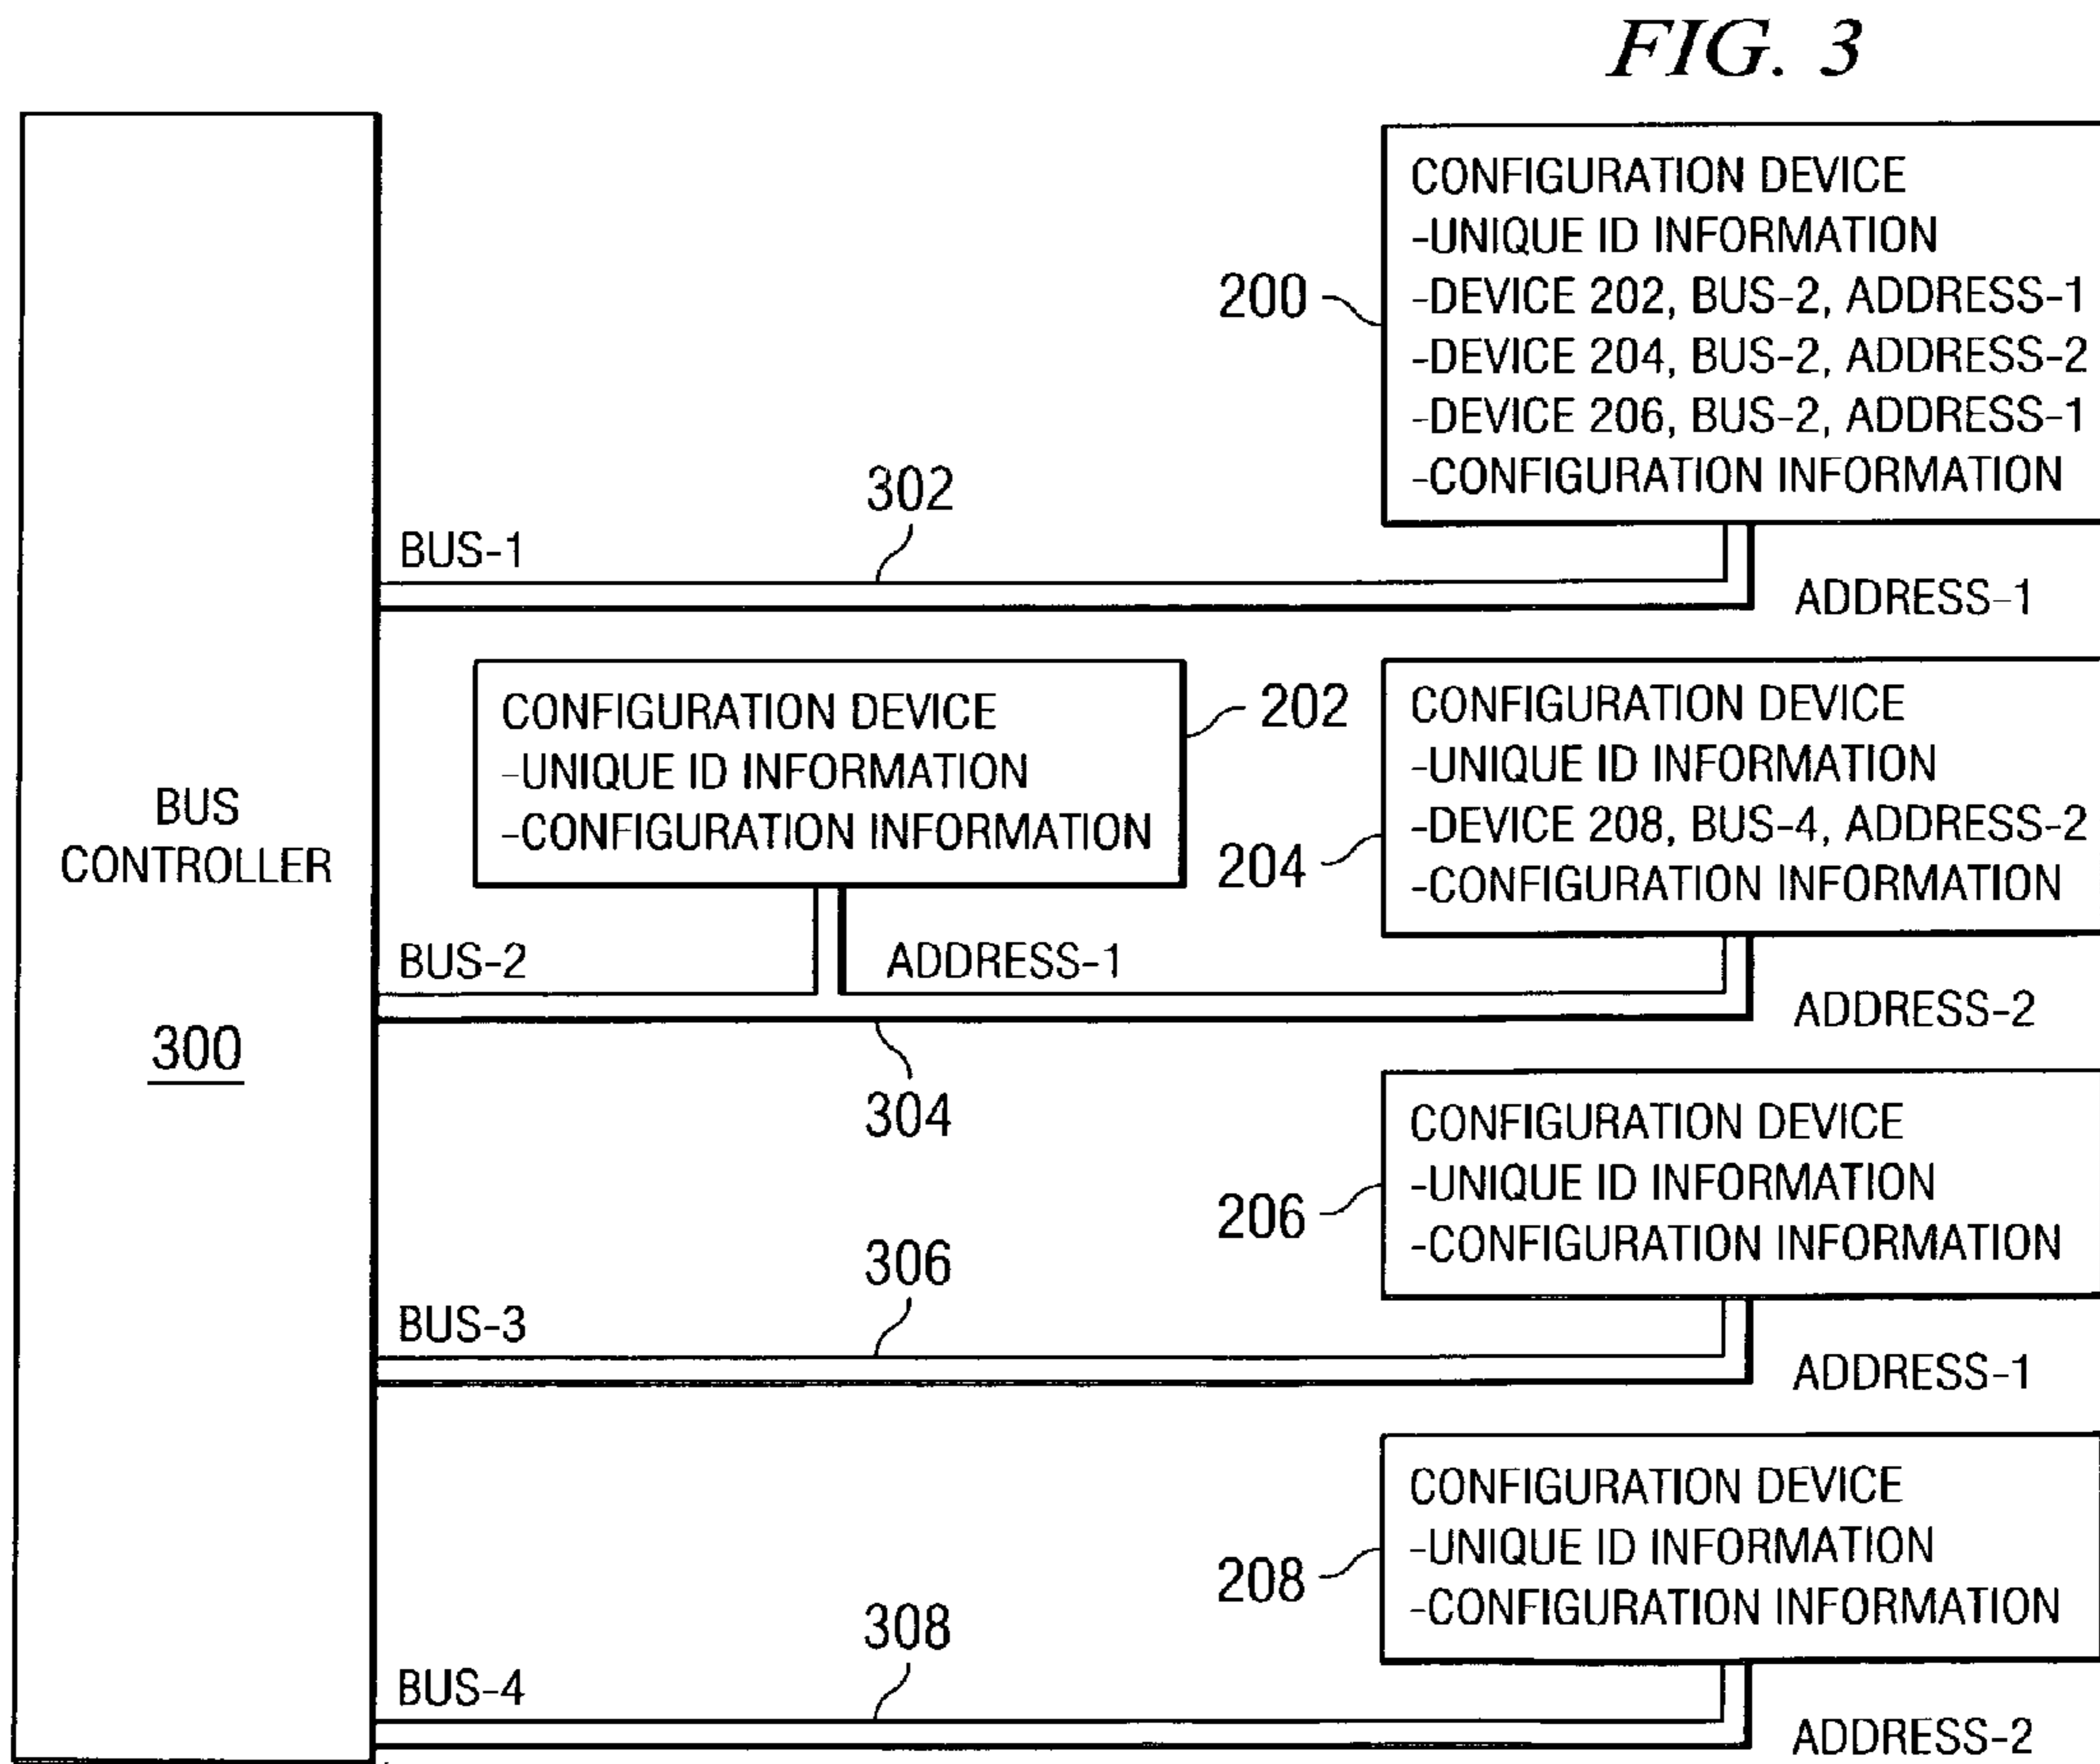 FIG. 3
CONFIGURATION DEVICE
-UNIQUE ID INFORMATION
-DEVICE 202, BUS-2, ADDRESS-1
-DEVICE 204, BUS-2, ADDRESS-2
-DEVICE 206, BUS-2, ADDRESS-1
-CONFIGURATION INFORMATION
200
302
BUS-1
ADDRESS-1
CONFIGURATION DEVICE
-UNIQUE ID INFORMATION
-CONFIGURATION INFORMATION
202
CONFIGURATION DEVICE
-UNIQUE ID INFORMATION
-DEVICE 208, BUS-4, ADDRESS-2
-CONFIGURATION INFORMATION
204
BUS
CONTROLLER
300
BUS-2
ADDRESS-1
ADDRESS-2
304
CONFIGURATION DEVICE
-UNIQUE ID INFORMATION
-CONFIGURATION INFORMATION
206
306
BUS-3
ADDRESS-1
CONFIGURATION DEVICE
-UNIQUE ID INFORMATION
-CONFIGURATION INFORMATION
208
308
BUS-4
ADDRESS-2